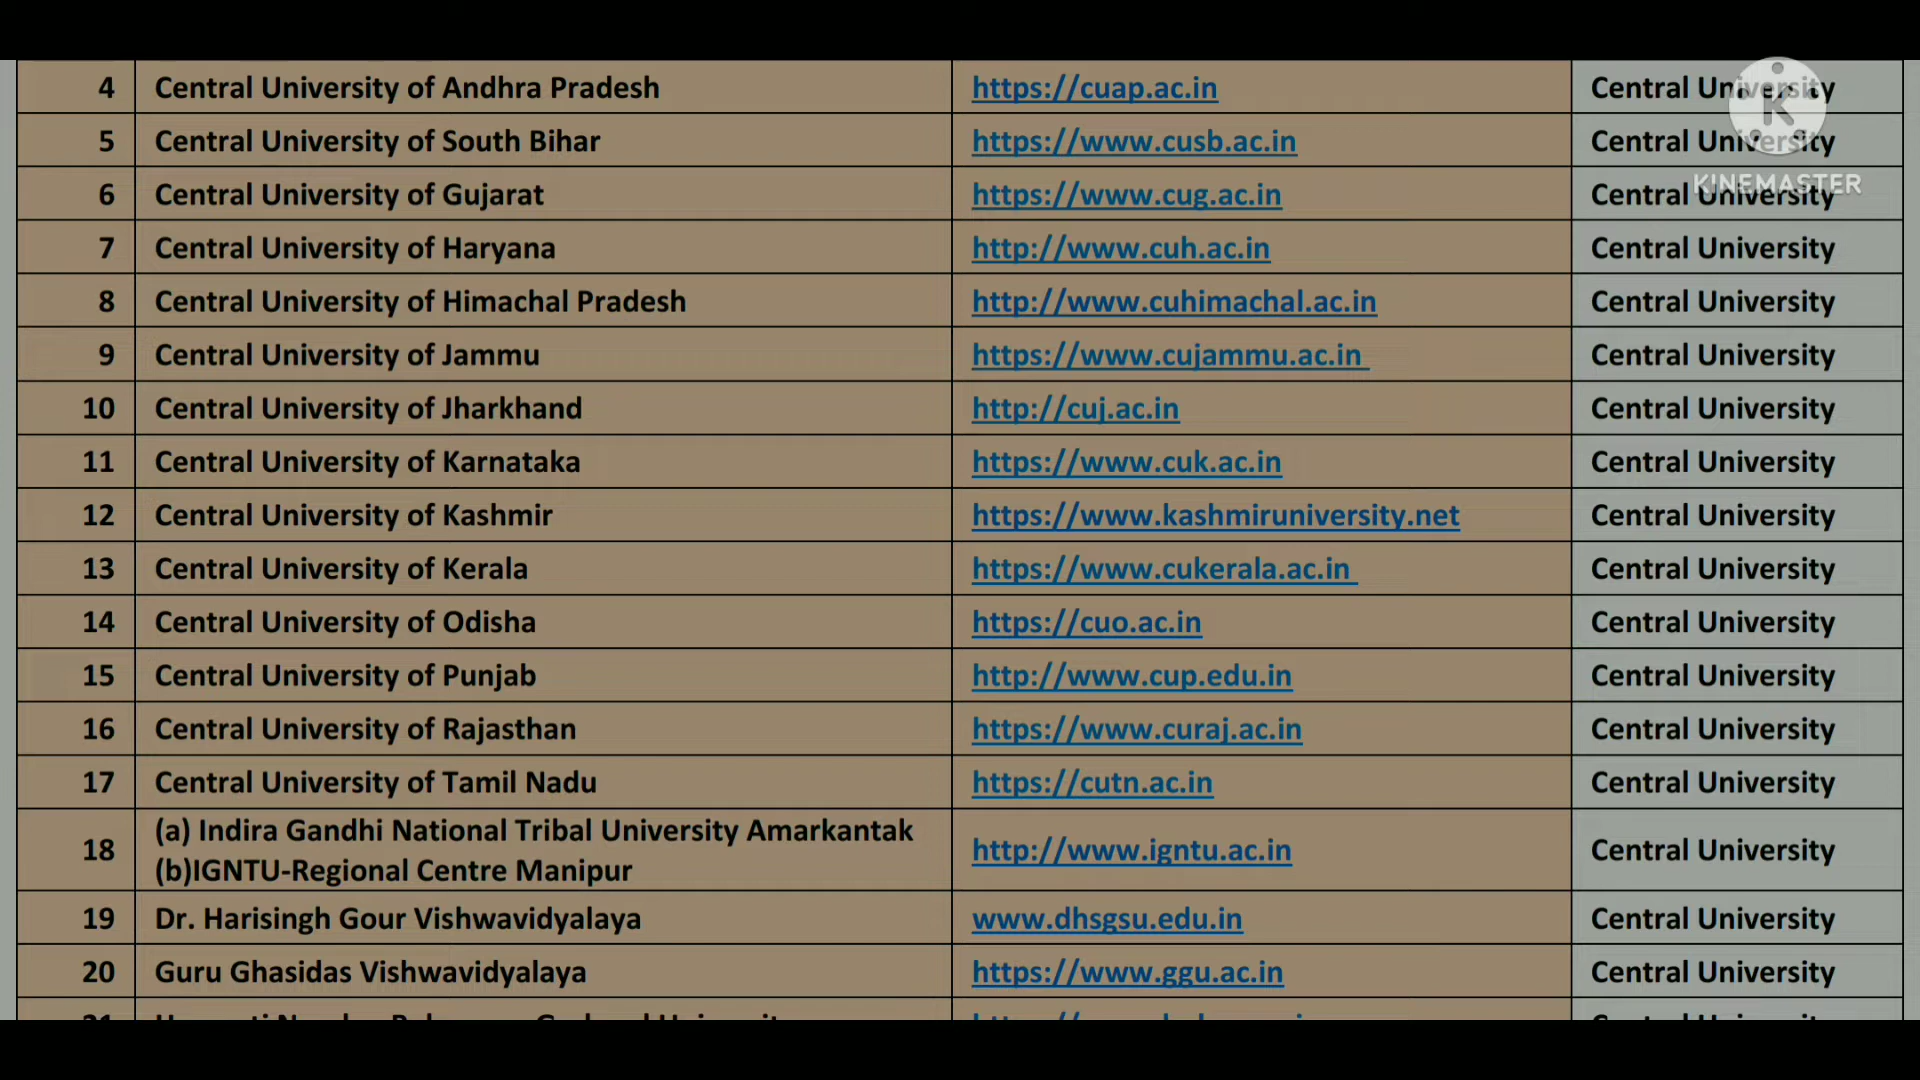 4 Central University of Andhra Pradesh https://cuap.ac.in Central University
5 Central University of South Bihar https://www.cusb.ac.in Central University
6 Central University of Gujarat https://www.cug.ac.in Central University
KINEMASTER
7 Central University of Haryana http://www.cuh.ac.in Central University
8 Central University of Himachal Pradesh http://www.cuhimachal.ac.in Central University
9 Central University of Jammu https://www.cujammu.ac.in Central University
10 Central University of Jharkhand http://cuj.ac.in Central University
11 Central University of Karnataka https://www.cuk.ac.in Central University
12 Central University of Kashmir https://www.kashmiruniversity.net Central University
13 Central University of Kerala https://www.cukerala.ac.in Central University
14 Central University of Odisha https://cuo.ac.in Central University
15 Central University of Punjab http://www.cup.edu.in Central University
16 Central University of Rajasthan https://www.curaj.ac.in Central University
17 Central University of Tamil Nadu https://cutn.ac.in Central University
18 (a) Indira Gandhi National Tribal University Amarkantak
(b)IGNTU-Regional Centre Manipur http://www.igntu.ac.in Central University
19 Dr. Harisingh Gour Vishwavidyalaya www.dhsgsu.edu.in Central University
20 Guru Ghasidas Vishwavidyalaya https://www.ggu.ac.in Central University